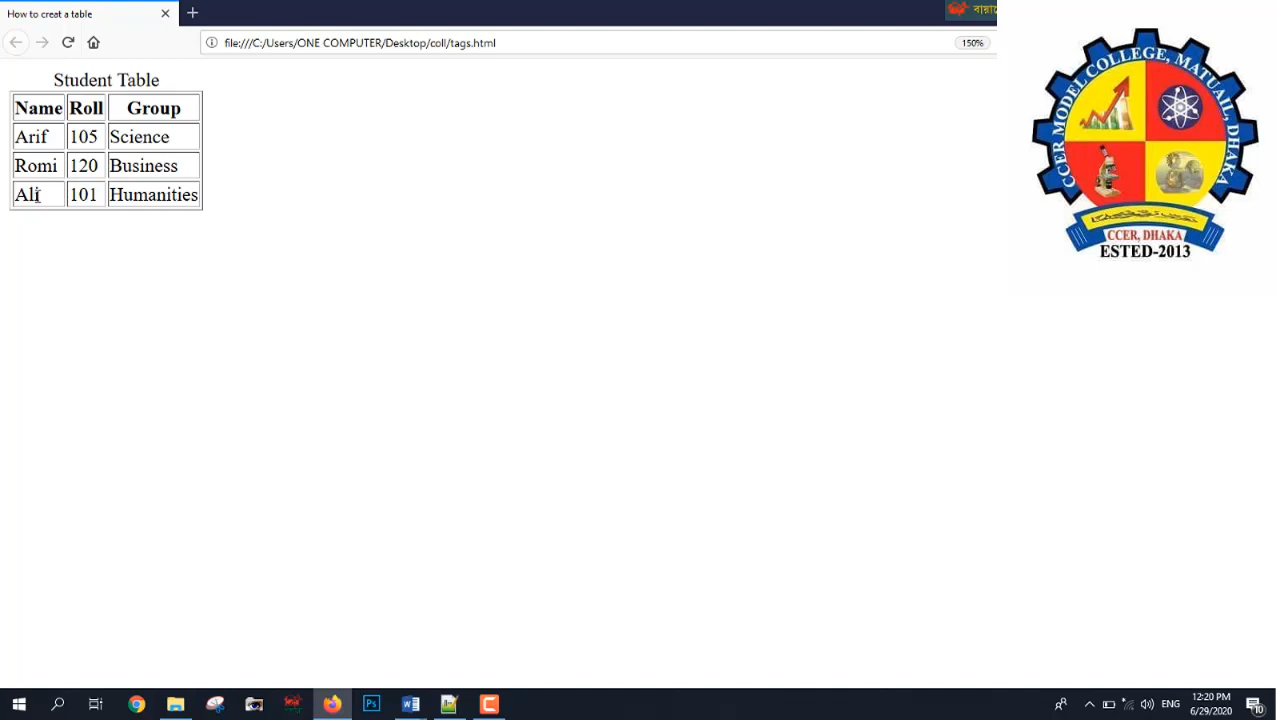 How to creat a table
file:///C:/Users/ONE COMPUTER/Desktop/coll/tags.html
150%
Student Table
Name Roll Group
Arif 105 Science
Romi 120 Business
Ali 101 Humanities
CCER MODEL COLLEGE, MATUAIL, DHAKA
CCER, DHAKA
ESTED-2013
Ps
ENG
12:20 PM
6/29/2020
10